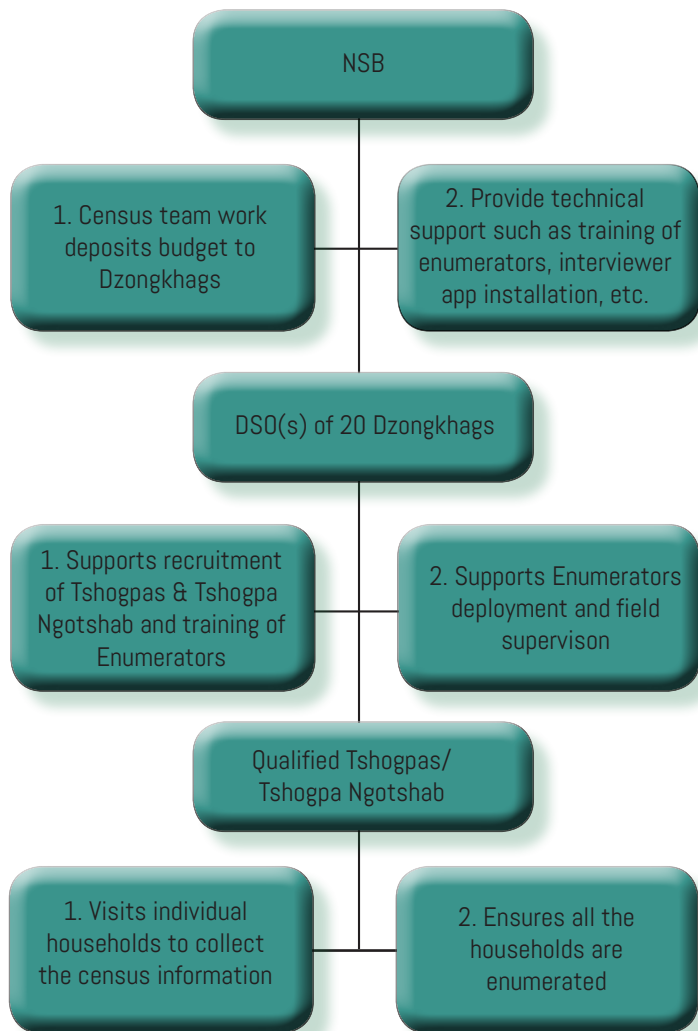 NSB
1. Census team work
deposits budget to
Dzongkhags
2. Provide technical
support such as training of
enumerators, interviewer
app installation, etc.
DSO(s) of 20 Dzongkhags
1. Supports recruitment
of Tshogpas & Tshogpa
Ngotshab and training of
Enumerators
2. Supports Enumerators
deployment and field
supervison
Qualified Tshogpas/
Tshogpa Ngotshab
1. Visits individual
households to collect
the census information
2. Ensures all the
households are
enumerated